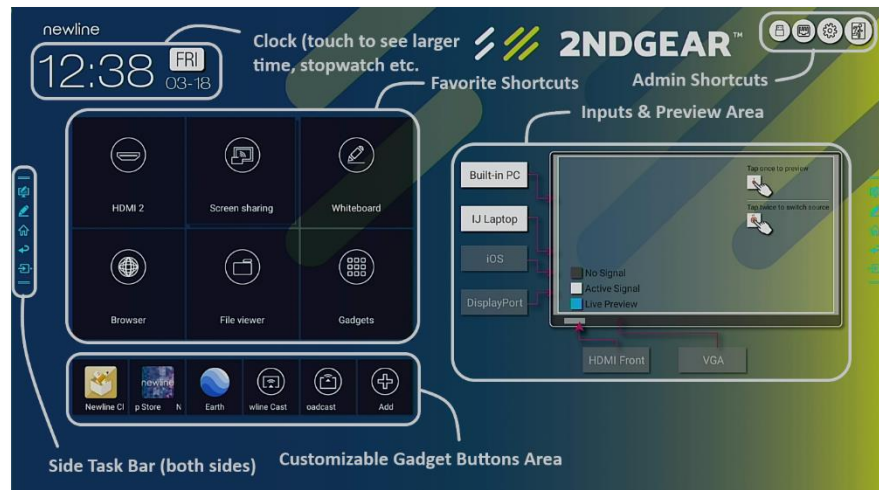 newline
12:38
FRI
03-18
Clock (touch to see larger
time, stopwatch etc.
2NDGEAR™
Favorite Shortcuts
Admin Shortcuts
Inputs & Preview Area
HDMI 2
Screen sharing
Whiteboard
Browser
File viewer
Gadgets
Built-in PC
IJ Laptop
iOS
DisplayPort
Tap once to preview
Tap twice to switch source
No Signal
Active Signal
Live Preview
HDMI Front
VGA
newline
Newline Cl
p Store N
Earth
wline Cast
oadcast
Add
Side Task Bar (both sides)
Customizable Gadget Buttons Area